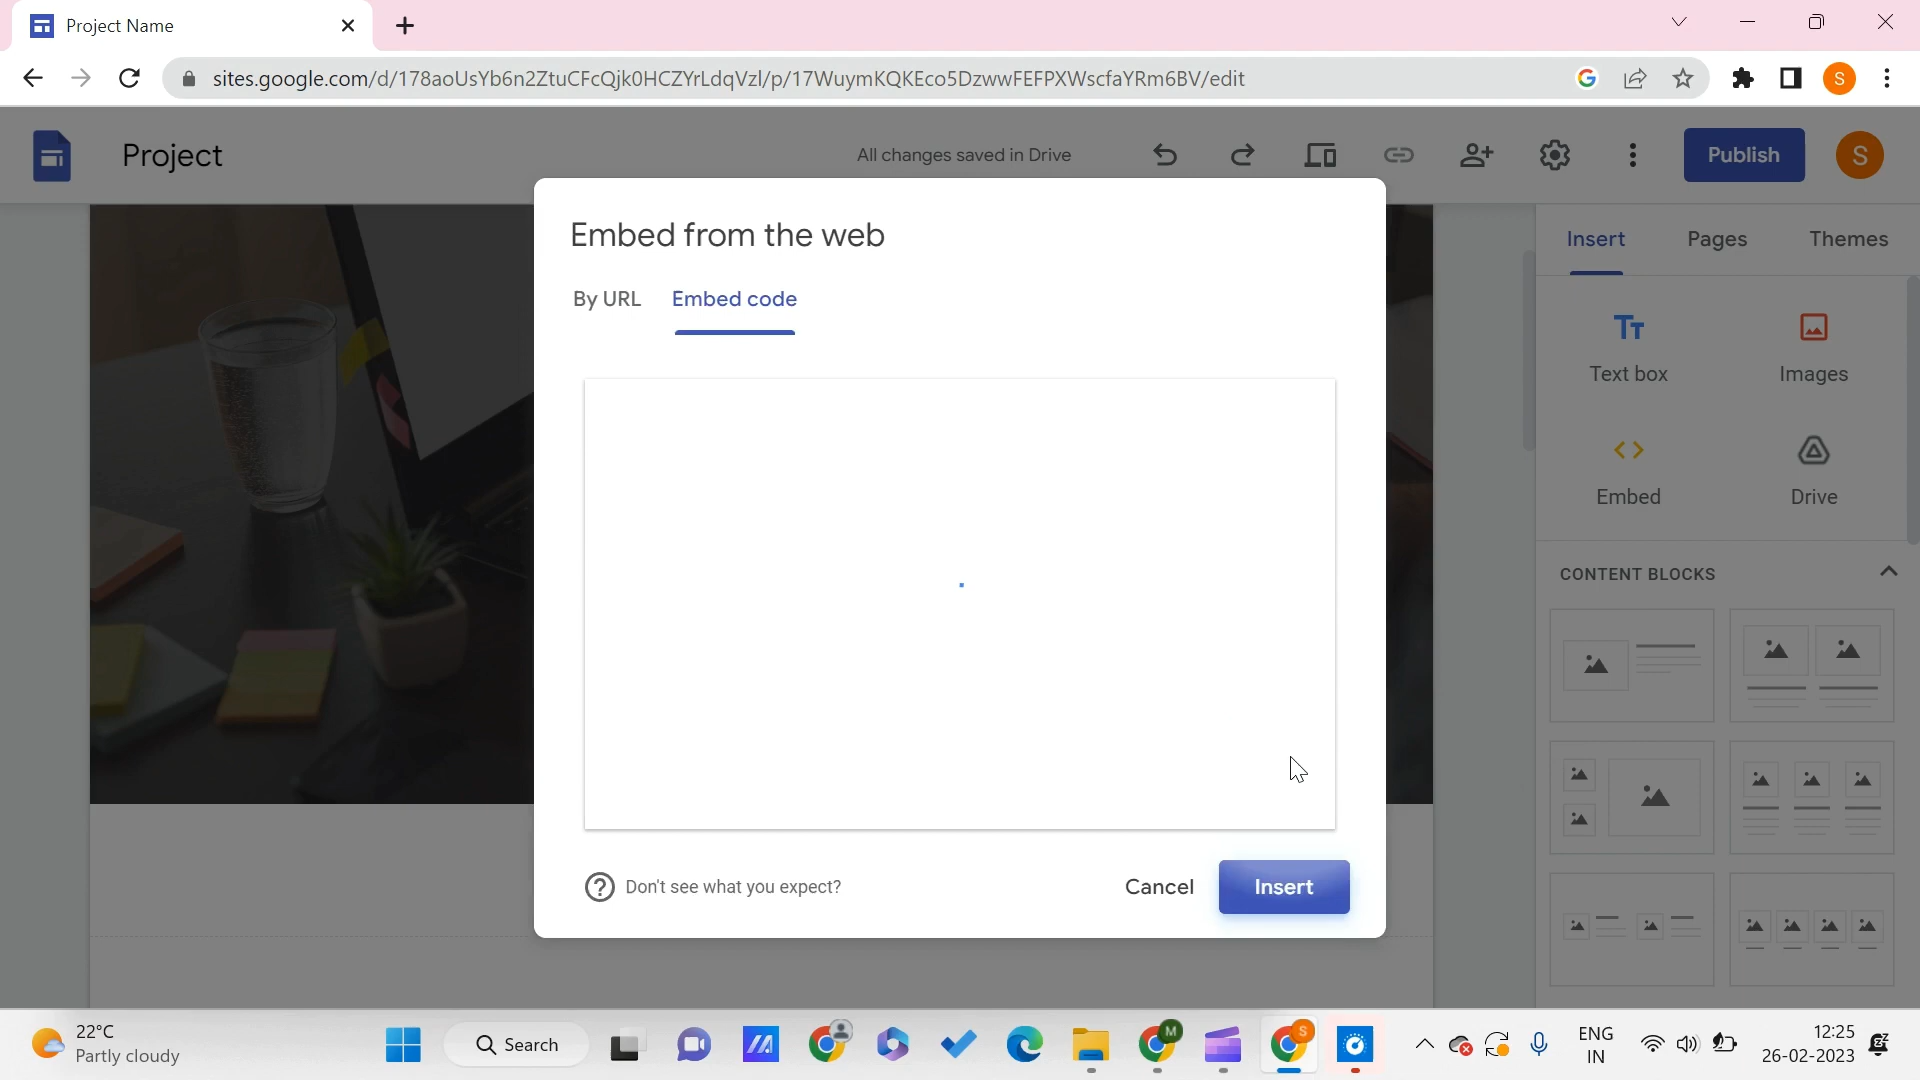 Project Name
sites.google.com/d/178aoUsYb6n2ZtuCFcQjk0HCZYrLdqVzl/p/17WuymKQKEco5DzwwFEFPXWscfaYRm6BV/edit
S
Project
All changes saved in Drive
Publish
S
Embed from the web
By URL Embed code
Don't see what you expect?
Cancel
Insert
Insert Pages Themes
Text box Images
Embed Drive
CONTENT BLOCKS
22°C
Partly cloudy
Search
M
S
ENG
IN
12:25
26-02-2023